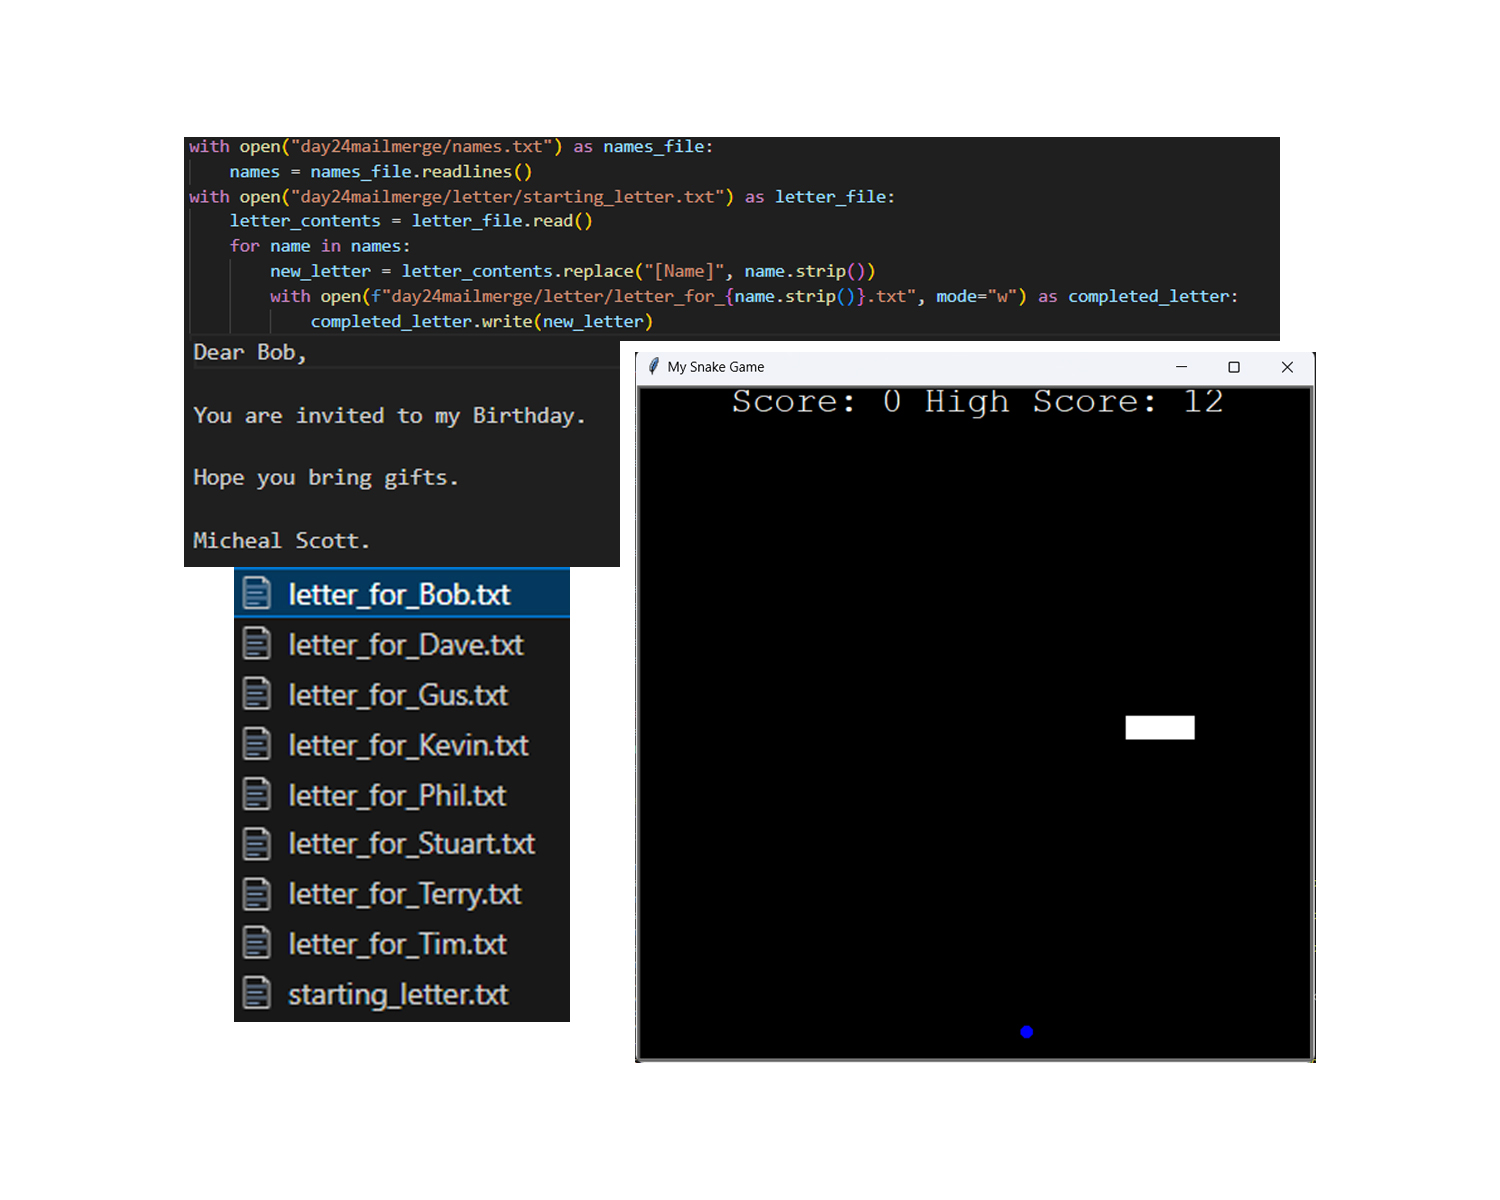 with open("day24mailmerge/names.txt") as names_file:
    names = names_file.readlines()
with open("day24mailmerge/letter/starting_letter.txt") as letter_file:
    letter_contents = letter_file.read()
    for name in names:
        new_letter = letter_contents.replace("[Name]", name.strip())
        with open(f"day24mailmerge/letter/letter_for_{name.strip()}.txt", mode="w") as completed_letter:
            completed_letter.write(new_letter)
Dear Bob,
You are invited to my Birthday.
Hope you bring gifts.
Micheal Scott.
letter_for_Bob.txt
letter_for_Dave.txt
letter_for_Gus.txt
letter_for_Kevin.txt
letter_for_Phil.txt
letter_for_Stuart.txt
letter_for_Terry.txt
letter_for_Tim.txt
starting_letter.txt
My Snake Game
Score: 0 High Score: 12